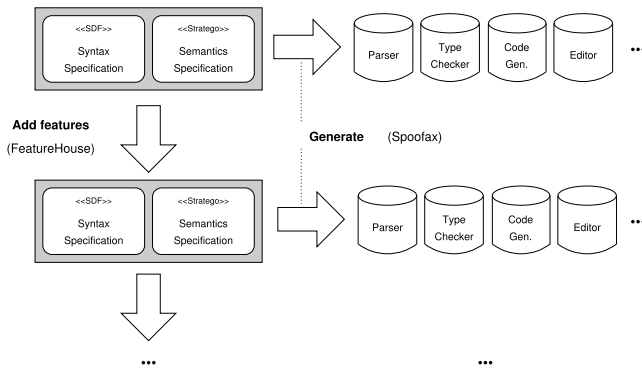 <<SDF>>
Syntax
Specification
<<Stratego>>
Semantics
Specification
Parser
Type
Checker
Code
Gen.
Editor
...
Add features
(FeatureHouse)
Generate (Spoofax)
<<SDF>>
Syntax
Specification
<<Stratego>>
Semantics
Specification
Parser
Type
Checker
Code
Gen.
Editor
...
... ...